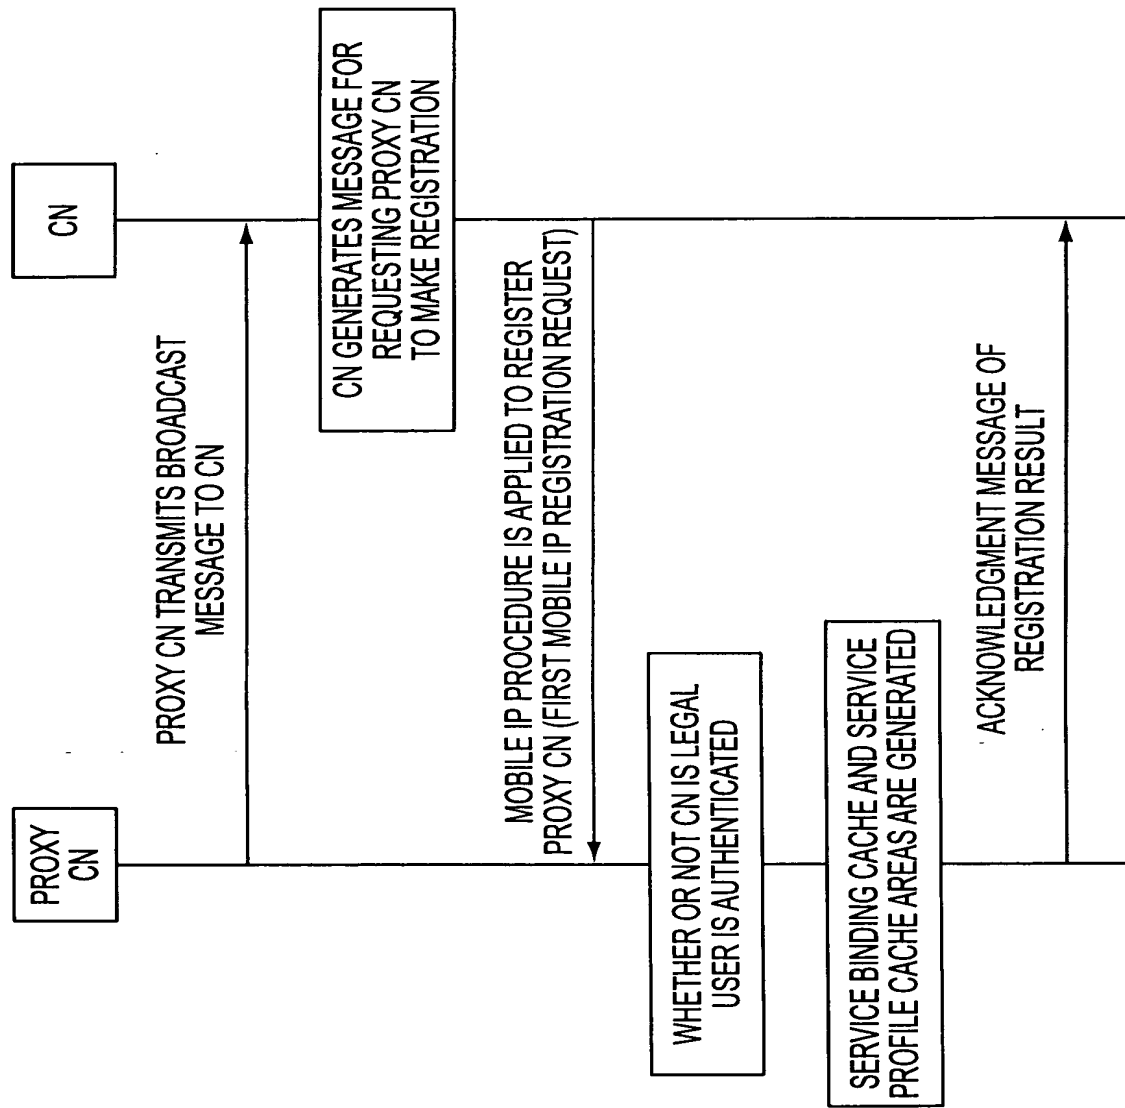 PROXY
CN
CN
PROXY CN TRANSMITS BROADCAST
MESSAGE TO CN
CN GENERATES MESSAGE FOR
REQUESTING PROXY CN
TO MAKE REGISTRATION
MOBILE IP PROCEDURE IS APPLIED TO REGISTER
PROXY CN (FIRST MOBILE IP REGISTRATION REQUEST)
WHETHER OR NOT CN IS LEGAL
USER IS AUTHENTICATED
SERVICE BINDING CACHE AND SERVICE
PROFILE CACHE AREAS ARE GENERATED
ACKNOWLEDGMENT MESSAGE OF
REGISTRATION RESULT